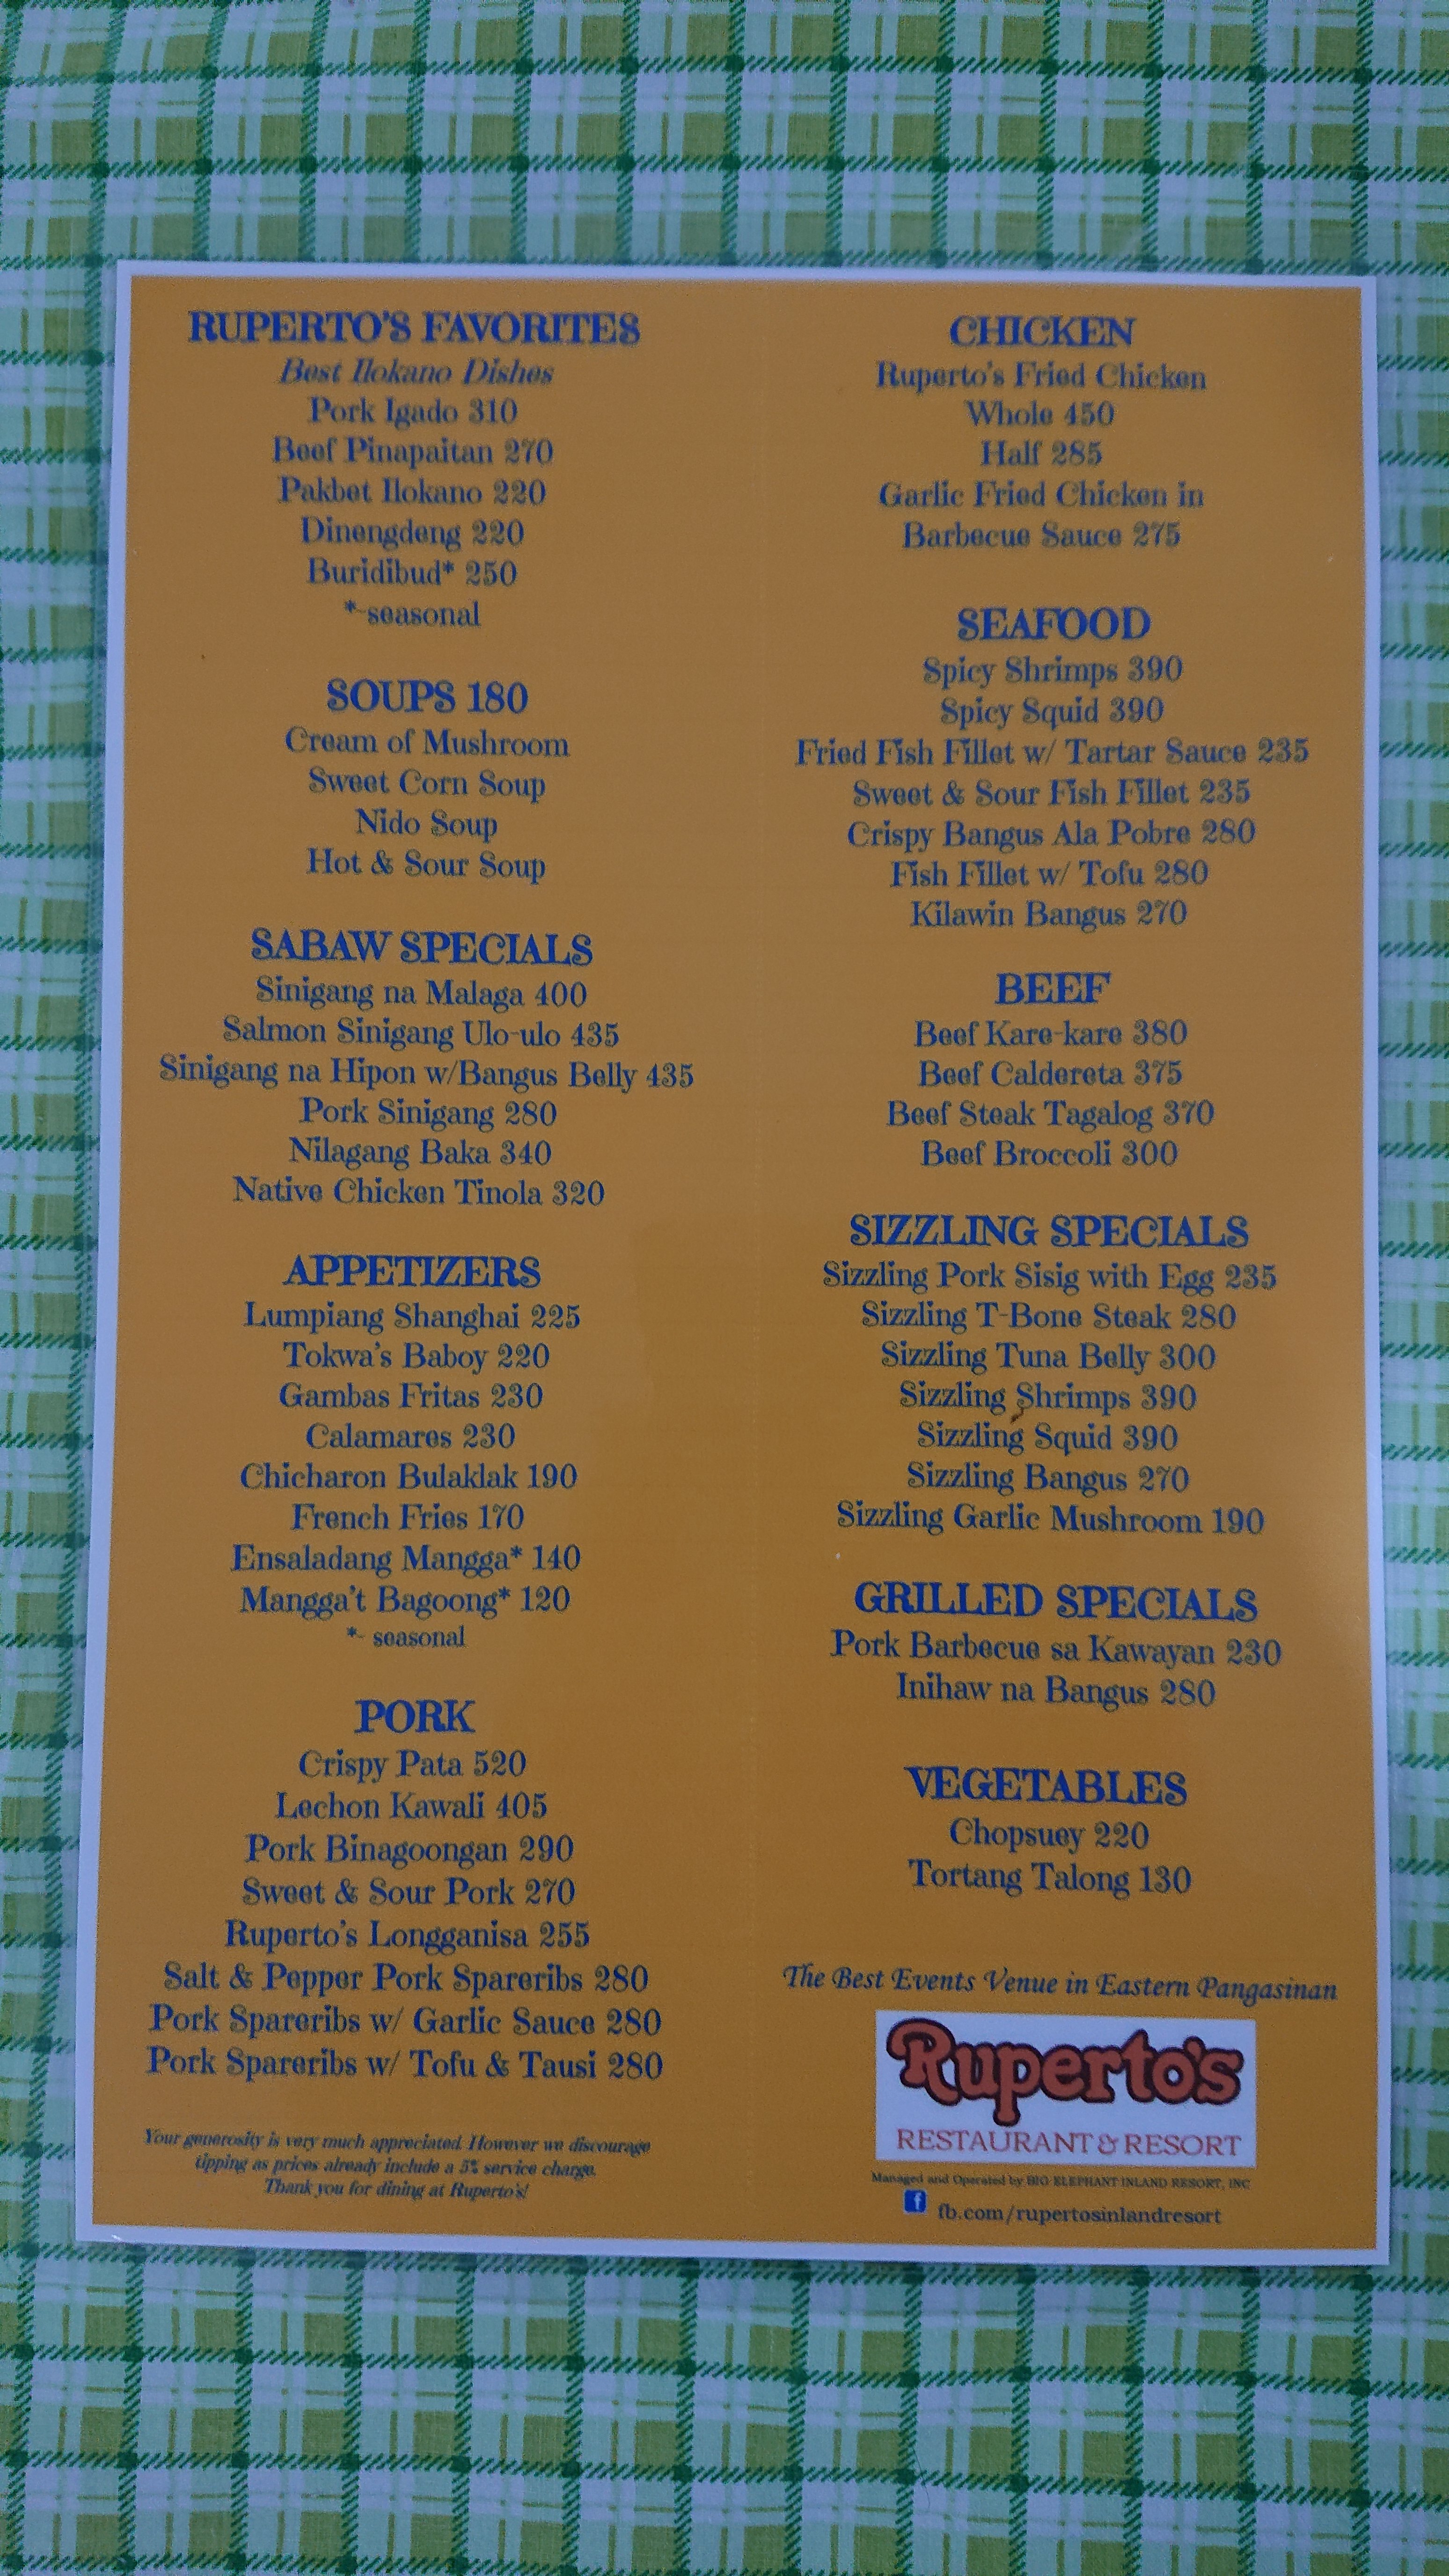 RUPERTO'S FAVORITES
Best Ilokano Dishes
Pork Igado 310
Beef Pinapaitan 270
Pakbet Ilokano 220
Dinengdeng 220
Buridibud* 250
*-seasonal
SOUPS 180
Cream of Mushroom
Sweet Corn Soup
Nido Soup
Hot & Sour Soup
SABAW SPECIALS
Sinigang na Malaga 400
Salmon Sinigang Ulo-ulo 435
Sinigang na Hipon w/Bangus Belly 435
Pork Sinigang 280
Nilagang Baka 340
Native Chicken Tinola 320
APPETIZERS
Lumpiang Shanghai 225
Tokwa's Baboy 220
Gambas Fritas 230
Calamares 230
Chicharon Bulaklak 190
French Fries 170
Ensaladang Mangga* 140
Mangga't Bagoong* 120
*- seasonal
PORK
Crispy Pata 520
Lechon Kawali 405
Pork Binagoongan 290
Sweet & Sour Pork 270
Ruperto's Longganisa 255
Salt & Pepper Pork Spareribs 280
Pork Spareribs w/ Garlic Sauce 280
Pork Spareribs w/ Tofu & Tausi 280
Your generosity is very much appreciated. However we discourage
tipping as prices already include a 5% service charge.
Thank you for dining at Ruperto's!
CHICKEN
Ruperto's Fried Chicken
Whole 450
Half 285
Garlic Fried Chicken in
Barbecue Sauce 275
SEAFOOD
Spicy Shrimps 390
Spicy Squid 390
Fried Fish Fillet w/ Tartar Sauce 235
Sweet & Sour Fish Fillet 235
Crispy Bangus Ala Pobre 280
Fish Fillet w/ Tofu 280
Kilawin Bangus 270
BEEF
Beef Kare-kare 380
Beef Caldereta 375
Beef Steak Tagalog 370
Beef Broccoli 300
SIZZLING SPECIALS
Sizzling Pork Sisig with Egg 235
Sizzling T-Bone Steak 280
Sizzling Tuna Belly 300
Sizzling Shrimps 390
Sizzling Squid 390
Sizzling Bangus 270
Sizzling Garlic Mushroom 190
GRILLED SPECIALS
Pork Barbecue sa Kawayan 230
Inihaw na Bangus 280
VEGETABLES
Chopsuey 220
Tortang Talong 130
The Best Events Venue in Eastern Pangasinan
Ruperto's
RESTAURANT & RESORT
Managed and Operated by BIG ELEPHANT INLAND RESORT, INC
f fb.com/rupertosinlandresort